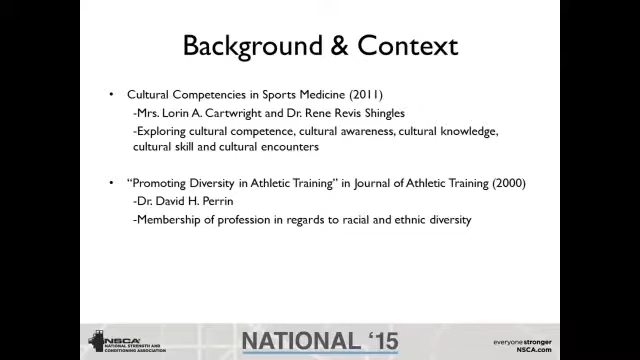 Background & Context
• Cultural Competencies in Sports Medicine (2011)
-Mrs. Lorin A. Cartwright and Dr. Rene Revis Shingles
-Exploring cultural competence, cultural awareness, cultural knowledge,
cultural skill and cultural encounters
• “Promoting Diversity in Athletic Training” in Journal of Athletic Training (2000)
-Dr. David H. Perrin
-Membership of profession in regards to racial and ethnic diversity
NSCA
NATIONAL STRENGTH AND
CONDITIONING ASSOCIATION
NATIONAL ‘15
everyone stronger
NSCA.com